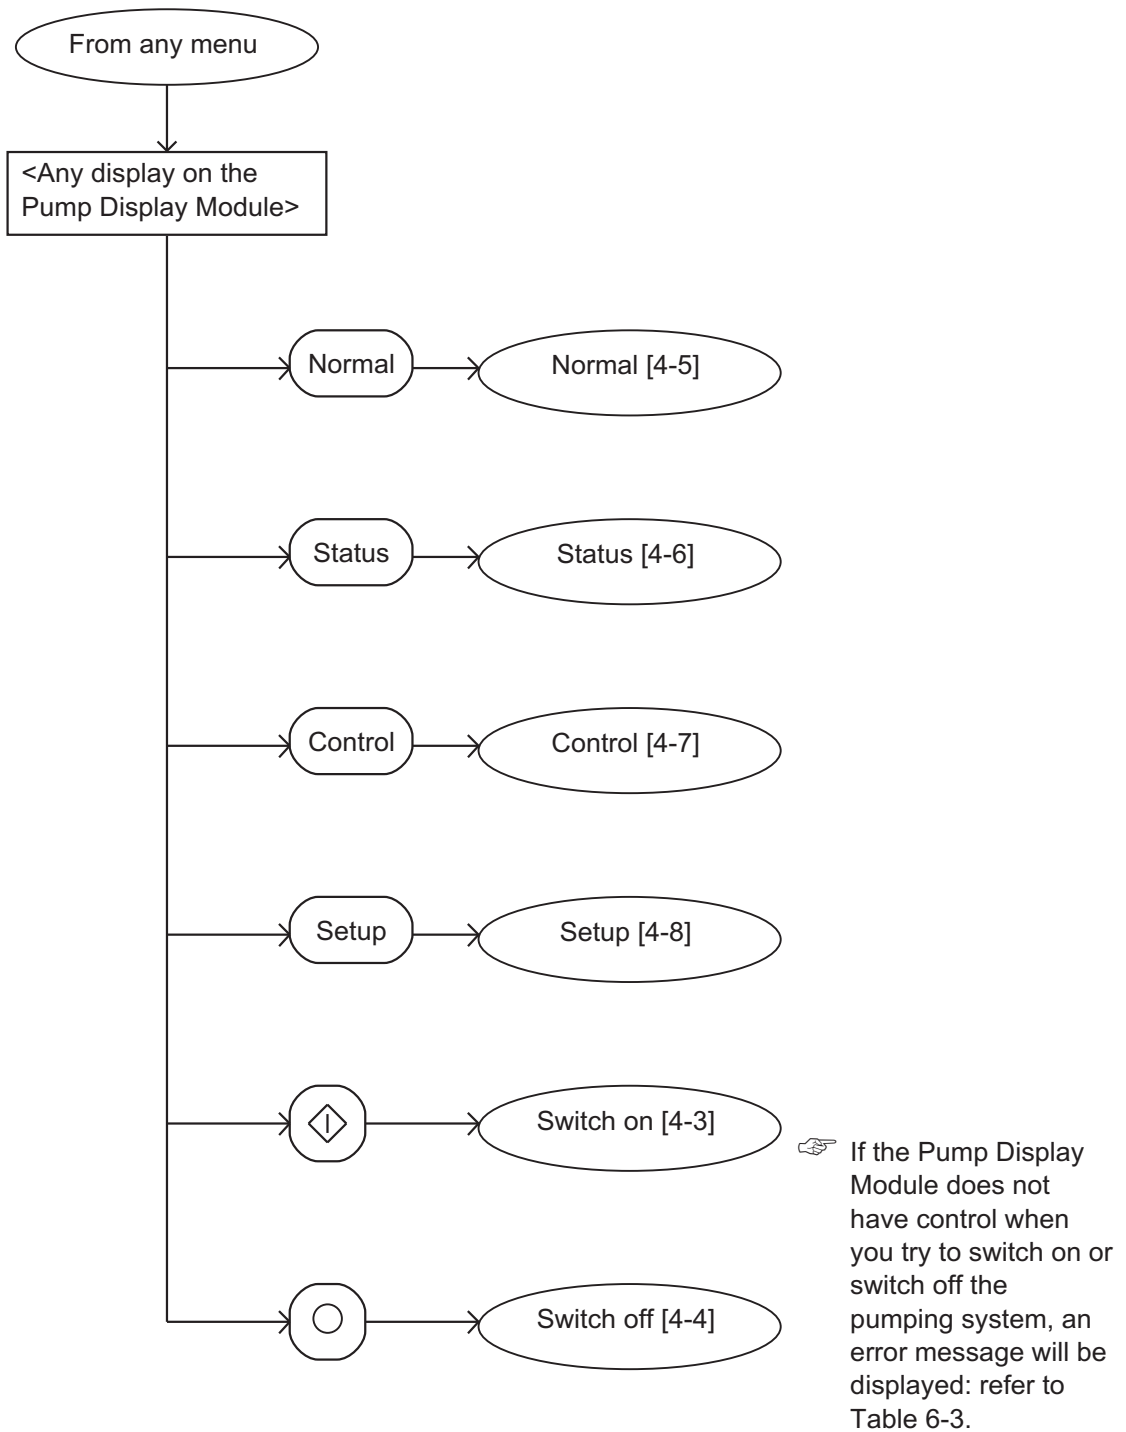 From any menu
<Any display on the
Pump Display Module>
Normal
Normal [4-5]
Status
Status [4-6]
Control
Control [4-7]
Setup
Setup [4-8]
Switch on [4-3]
Switch off [4-4]
☞ If the Pump Display
Module does not
have control when
you try to switch on or
switch off the
pumping system, an
error message will be
displayed: refer to
Table 6-3.